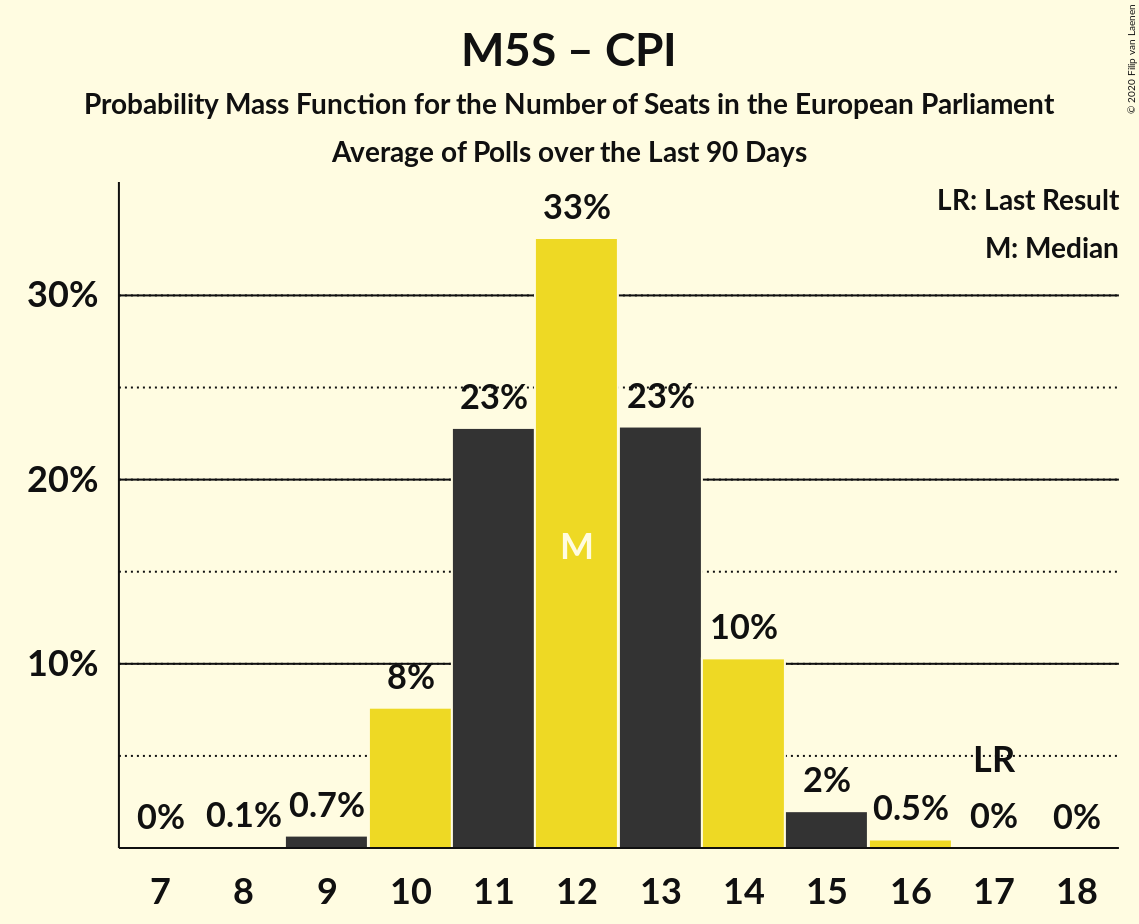 M5S – CPI
Probability Mass Function for the Number of Seats in the European Parliament
Average of Polls over the Last 90 Days
© 2020 Filip van Laenen
LR: Last Result
M: Median
33%
30%
23%
23%
20%
M
10%
10%
8%
LR
2%
0%
0.1%
0.7%
0.5%
0%
0%
7 8 9 10 11 12 13 14 15 16 17 18